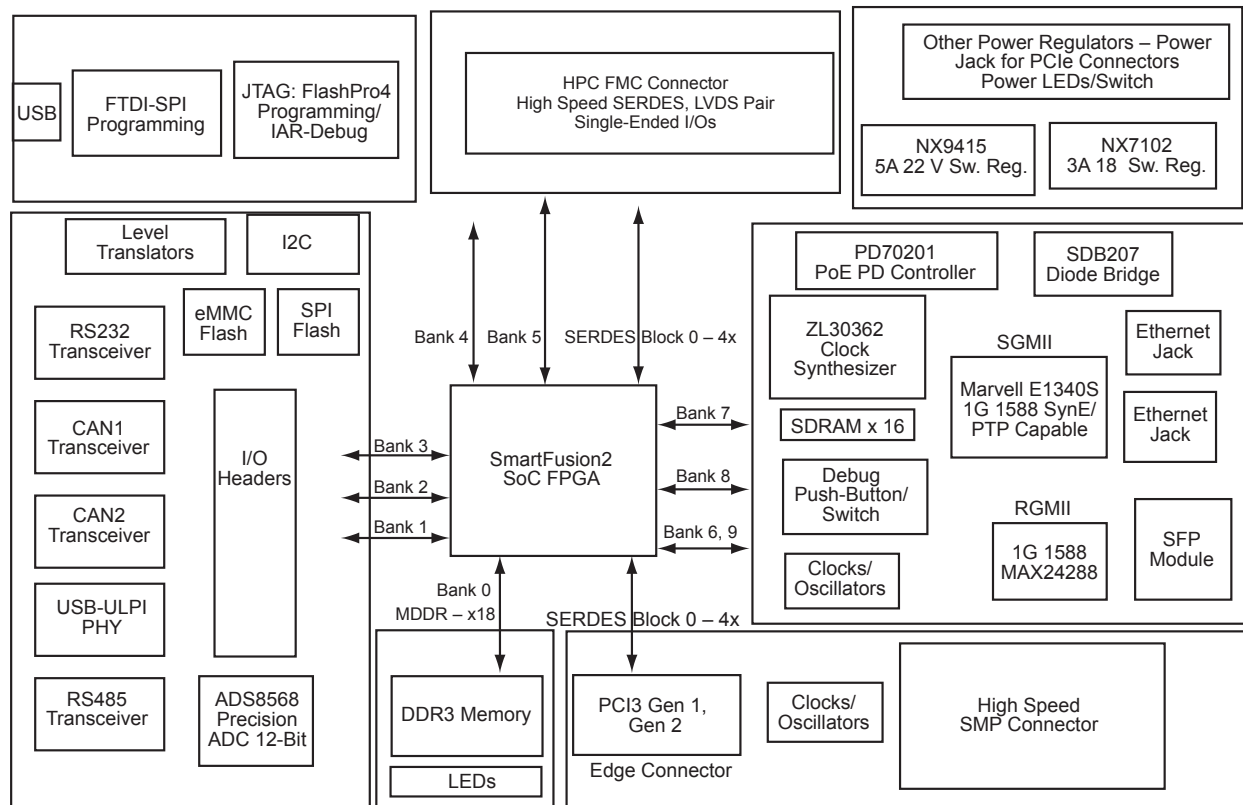 USB
FTDI-SPI
Programming
JTAG: FlashPro4
Programming/
IAR-Debug
HPC FMC Connector
High Speed SERDES, LVDS Pair
Single-Ended I/Os
Other Power Regulators – Power
Jack for PCIe Connectors
Power LEDs/Switch
NX9415
5A 22 V Sw. Reg.
NX7102
3A 18 Sw. Reg.
Level
Translators
I2C
eMMC
Flash
SPI
Flash
RS232
Transceiver
CAN1
Transceiver
CAN2
Transceiver
USB-ULPI
PHY
RS485
Transceiver
I/O
Headers
ADS8568
Precision
ADC 12-Bit
Bank 4
Bank 5
SERDES Block 0 – 4x
Bank 3
Bank 2
Bank 1
SmartFusion2
SoC FPGA
Bank 7
Bank 8
Bank 6, 9
Bank 0
MDDR – x18
SERDES Block 0 – 4x
PD70201
PoE PD Controller
SDB207
Diode Bridge
ZL30362
Clock
Synthesizer
SDRAM x 16
Debug
Push-Button/
Switch
Clocks/
Oscillators
SGMII
Marvell E1340S
1G 1588 SynE/
PTP Capable
Ethernet
Jack
Ethernet
Jack
RGMII
1G 1588
MAX24288
SFP
Module
DDR3 Memory
LEDs
PCI3 Gen 1,
Gen 2
Edge Connector
Clocks/
Oscillators
High Speed
SMP Connector